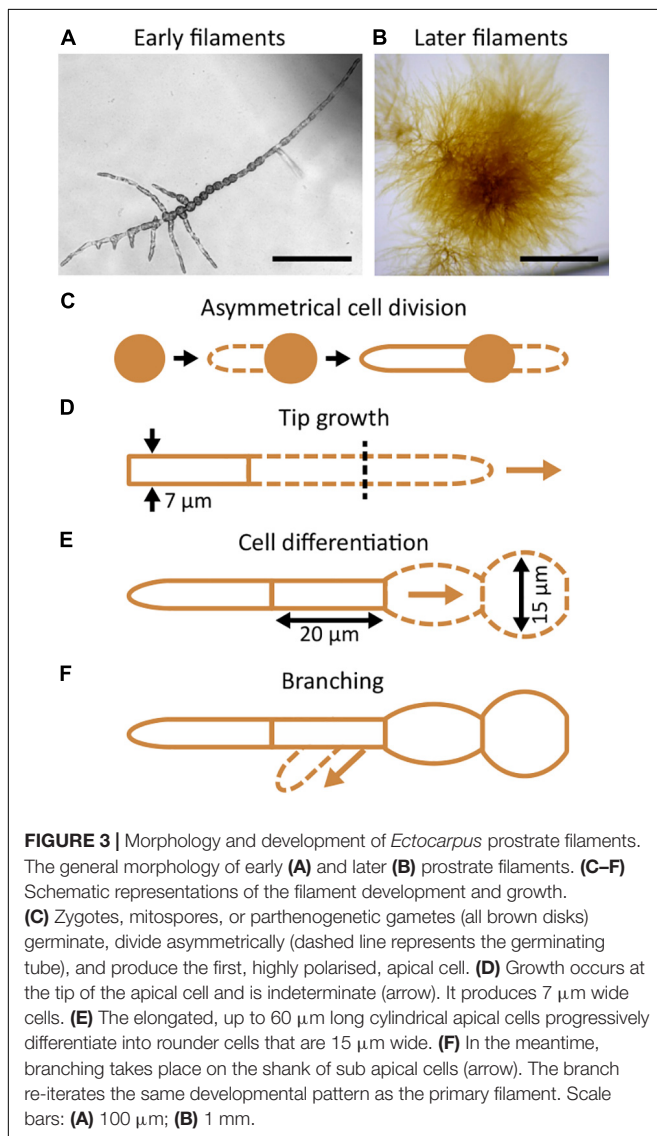 A Early filaments B Later filaments
C Asymmetrical cell division
D Tip growth
7 µm
E Cell differentiation
20 µm
15 µm
F Branching
FIGURE 3 | Morphology and development of Ectocarpus prostrate filaments.
The general morphology of early (A) and later (B) prostrate filaments. (C–F)
Schematic representations of the filament development and growth.
(C) Zygotes, mitospores, or parthenogenetic gametes (all brown disks)
germinate, divide asymmetrically (dashed line represents the germinating
tube), and produce the first, highly polarised, apical cell. (D) Growth occurs at
the tip of the apical cell and is indeterminate (arrow). It produces 7 µm wide
cells. (E) The elongated, up to 60 µm long cylindrical apical cells progressively
differentiate into rounder cells that are 15 µm wide. (F) In the meantime,
branching takes place on the shank of sub apical cells (arrow). The branch
re-iterates the same developmental pattern as the primary filament. Scale
bars: (A) 100 µm; (B) 1 mm.